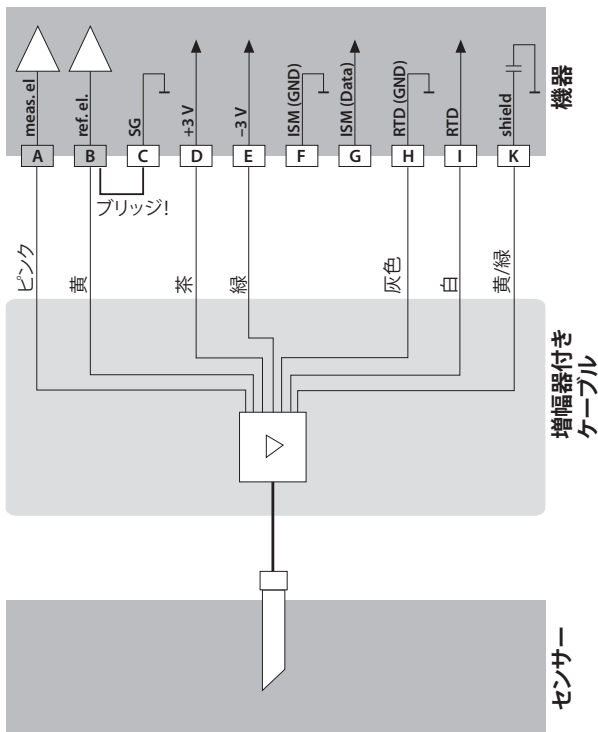 meas. el
ref. el.
SG
+3 V
−3 V
ISM (GND)
ISM (Data)
RTD (GND)
RTD
shield
機器
A
B
C
D
E
F
G
H
I
K
ブリッジ!
ピンク
黄
茶
緑
灰色
白
黄/緑
増幅器付き
ケーブル
センサー